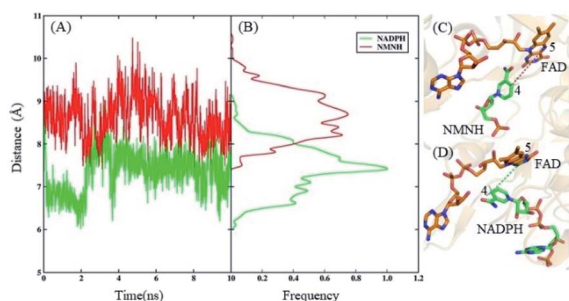 (A)
(B)
(C)
(D)
NADPH
NMNH
Distance (Å)
11
10
9
8
7
6
5
0
2
4
6
8
10
Time(ns)
0.2
0.4
0.6
0.8
1.0
1.2
Frequency
5
FAD
4
NMNH
5
FAD
4
NADPH